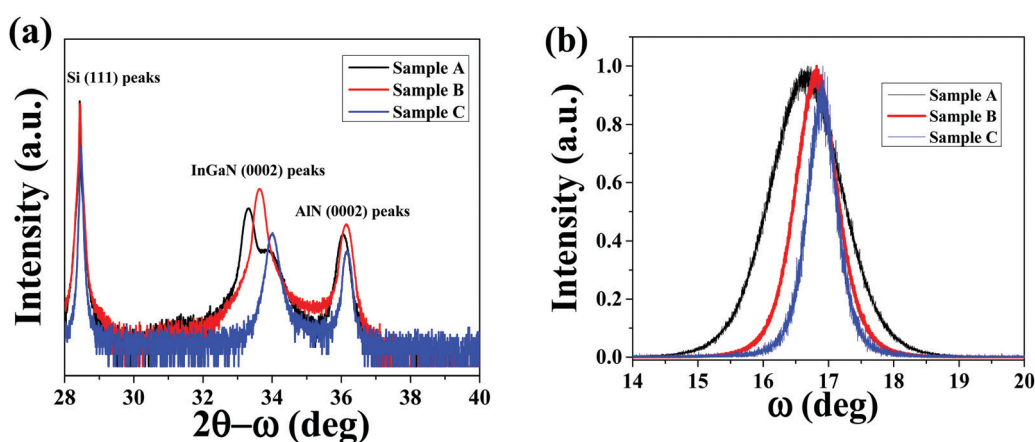 (a)
Si (111) peaks
Sample A
Sample B
Sample C
InGaN (0002) peaks
AlN (0002) peaks
Intensity (a.u.)
28 30 32 34 36 38 40
2θ−ω (deg)
(b)
1.0
0.8
0.6
0.4
0.2
0.0
Sample A
Sample B
Sample C
Intensity (a.u.)
14 15 16 17 18 19 20
ω (deg)